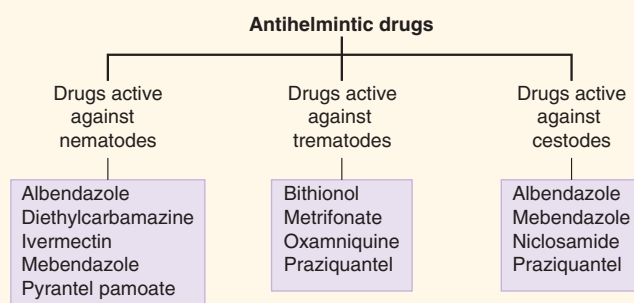 Antihelmintic drugs
Drugs active
against
nematodes
Drugs active
against
trematodes
Drugs active
against
cestodes
Albendazole
Diethylcarbamazine
Ivermectin
Mebendazole
Pyrantel pamoate
Bithionol
Metrifonate
Oxamniquine
Praziquantel
Albendazole
Mebendazole
Niclosamide
Praziquantel